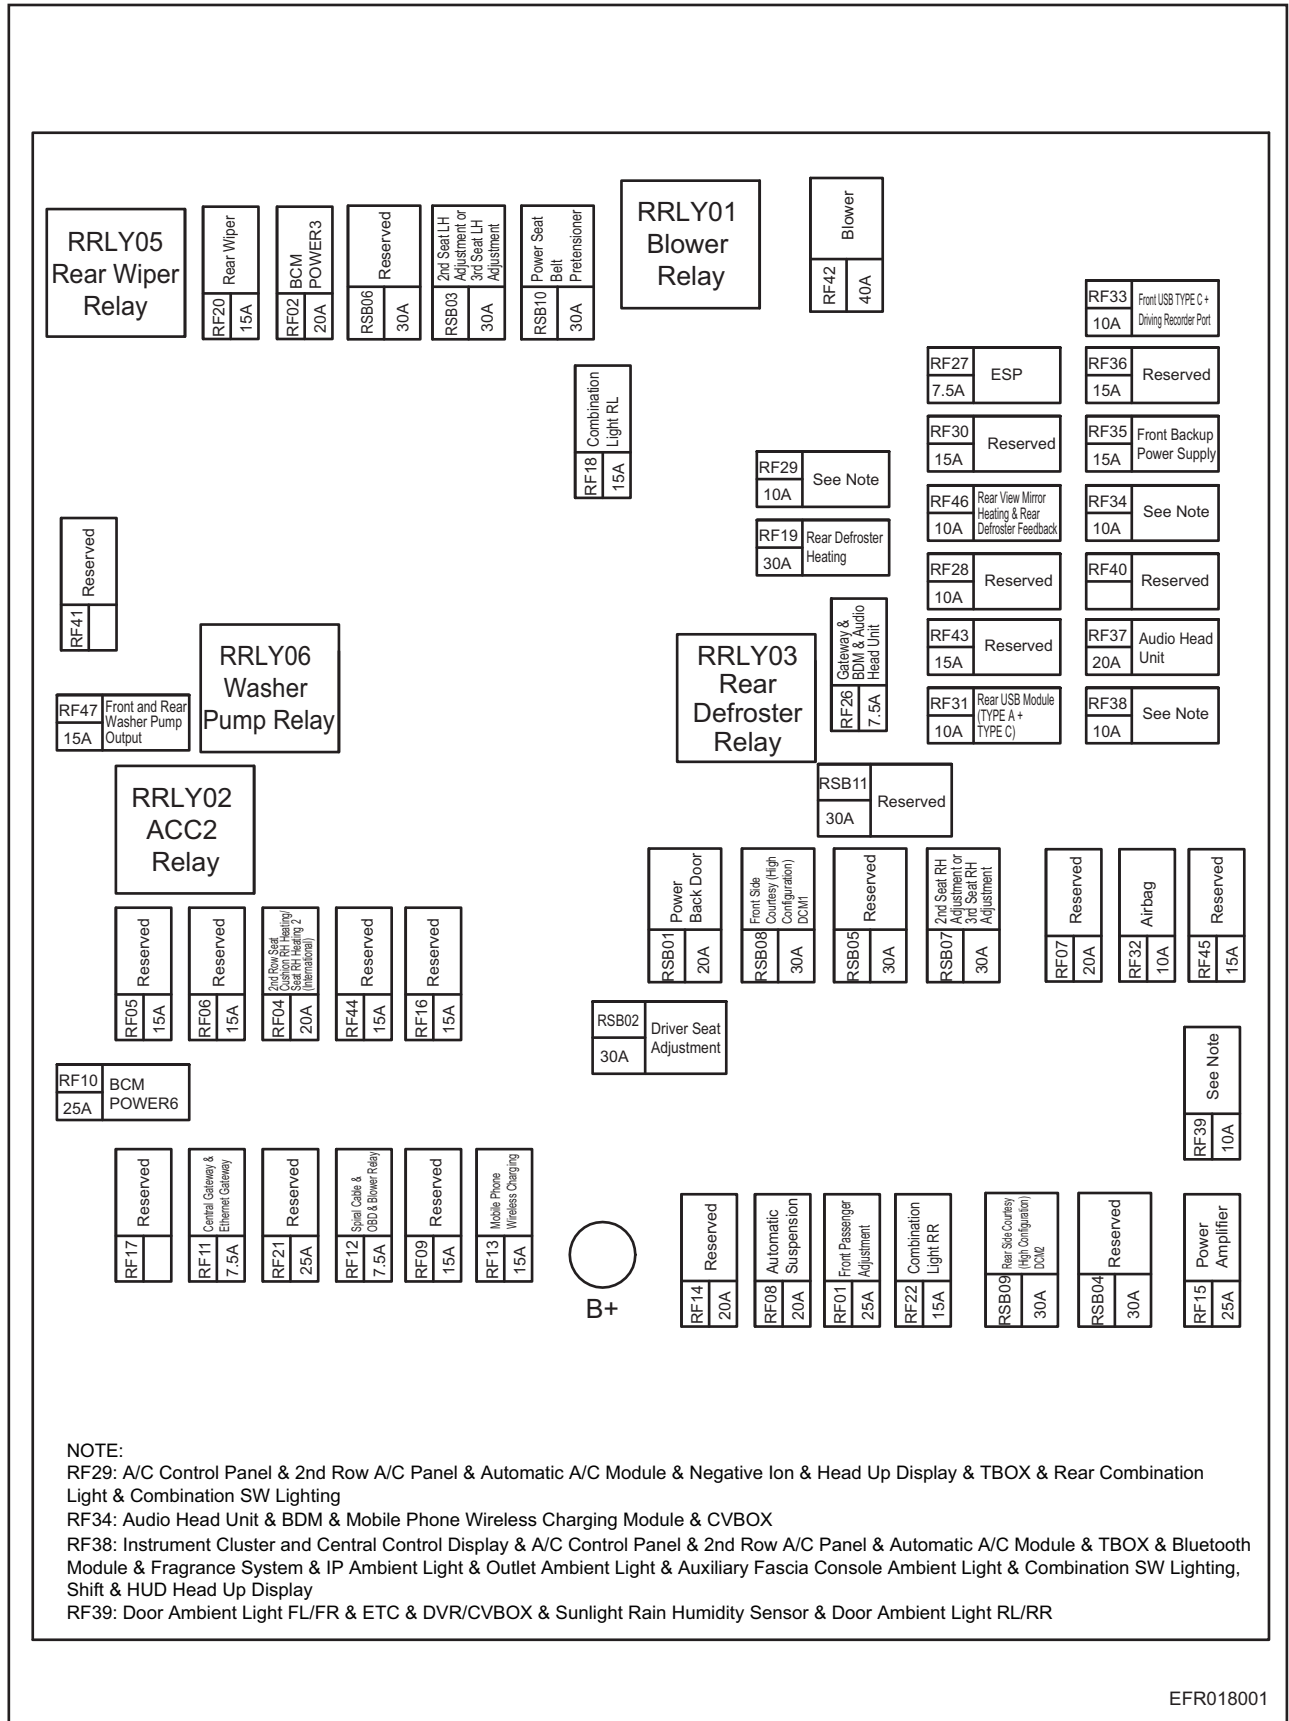 RRLY05
Rear Wiper
Relay
Rear Wiper
RF20
15A
BCM
POWER3
RF02
20A
Reserved
RSB06
30A
2nd Seat LH
Adjustment or
3rd Seat LH
Adjustment
RSB03
30A
Power Seat
Belt
Pretensioner
RSB10
30A
RRLY01
Blower
Relay
Blower
RF42
40A
RF33
10A
Front USB TYPE C +
Driving Recorder Port
RF27
7.5A
ESP
RF36
15A
Reserved
Combination
Light RL
RF18
15A
RF30
15A
Reserved
RF35
15A
Front Backup
Power Supply
RF29
10A
See Note
RF46
10A
Rear View Mirror
Heating & Rear
Defroster Feedback
RF34
10A
See Note
RF19
30A
Rear Defroster
Heating
Reserved
RF41
RF28
10A
Reserved
RF40
Reserved
RRLY06
Washer
Pump Relay
RRLY03
Rear
Defroster
Relay
Gateway &
BDM & Audio
Head Unit
RF26
7.5A
RF43
15A
Reserved
RF37
20A
Audio Head
Unit
RF47
15A
Front and Rear
Washer Pump
Output
RF31
10A
Rear USB Module
(TYPE A +
TYPE C)
RF38
10A
See Note
RRLY02
ACC2
Relay
RSB11
30A
Reserved
Power
Back Door
RSB01
20A
Front Side
Courtesy (High
Configuration)
DCM1
RSB08
30A
Reserved
RSB05
30A
2nd Seat RH
Adjustment or
3rd Seat RH
Adjustment
RSB07
30A
Reserved
RF07
20A
Airbag
RF32
10A
Reserved
RF45
15A
Reserved
RF05
15A
Reserved
RF06
15A
2nd Row Seat
Cushion RH Heating/
Seat RH Heating 2
(International)
RF04
20A
Reserved
RF44
15A
Reserved
RF16
15A
RSB02
30A
Driver Seat
Adjustment
RF10
25A
BCM
POWER6
See Note
RF39
10A
Reserved
RF17
Central Gateway &
Ethernet Gateway
RF11
7.5A
Reserved
RF21
25A
Spiral Cable &
OBD & Blower Relay
RF12
7.5A
Reserved
RF09
15A
Mobile Phone
Wireless Charging
RF13
15A
B+
Reserved
RF14
20A
Automatic
Suspension
RF08
20A
Front Passenger
Adjustment
RF01
25A
Combination
Light RR
RF22
15A
Rear Side Courtesy
(High Configuration)
DCM2
RSB09
30A
Reserved
RSB04
30A
Power
Amplifier
RF15
25A
NOTE:
RF29: A/C Control Panel & 2nd Row A/C Panel & Automatic A/C Module & Negative Ion & Head Up Display & TBOX & Rear Combination
Light & Combination SW Lighting
RF34: Audio Head Unit & BDM & Mobile Phone Wireless Charging Module & CVBOX
RF38: Instrument Cluster and Central Control Display & A/C Control Panel & 2nd Row A/C Panel & Automatic A/C Module & TBOX & Bluetooth
Module & Fragrance System & IP Ambient Light & Outlet Ambient Light & Auxiliary Fascia Console Ambient Light & Combination SW Lighting,
Shift & HUD Head Up Display
RF39: Door Ambient Light FL/FR & ETC & DVR/CVBOX & Sunlight Rain Humidity Sensor & Door Ambient Light RL/RR
EFR018001